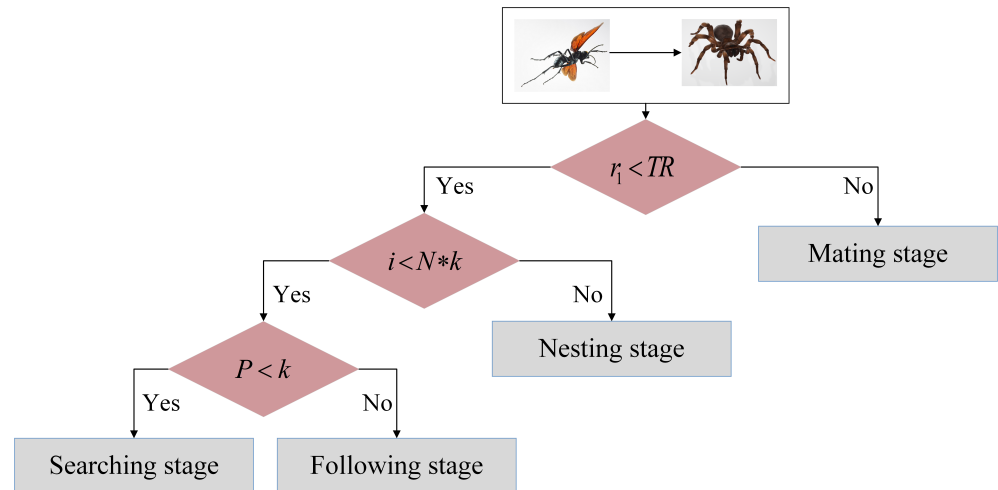 r₁ < TR
Yes
No
i < N*k
Mating stage
Yes
No
Nesting stage
P < k
Yes
No
Searching stage
Following stage